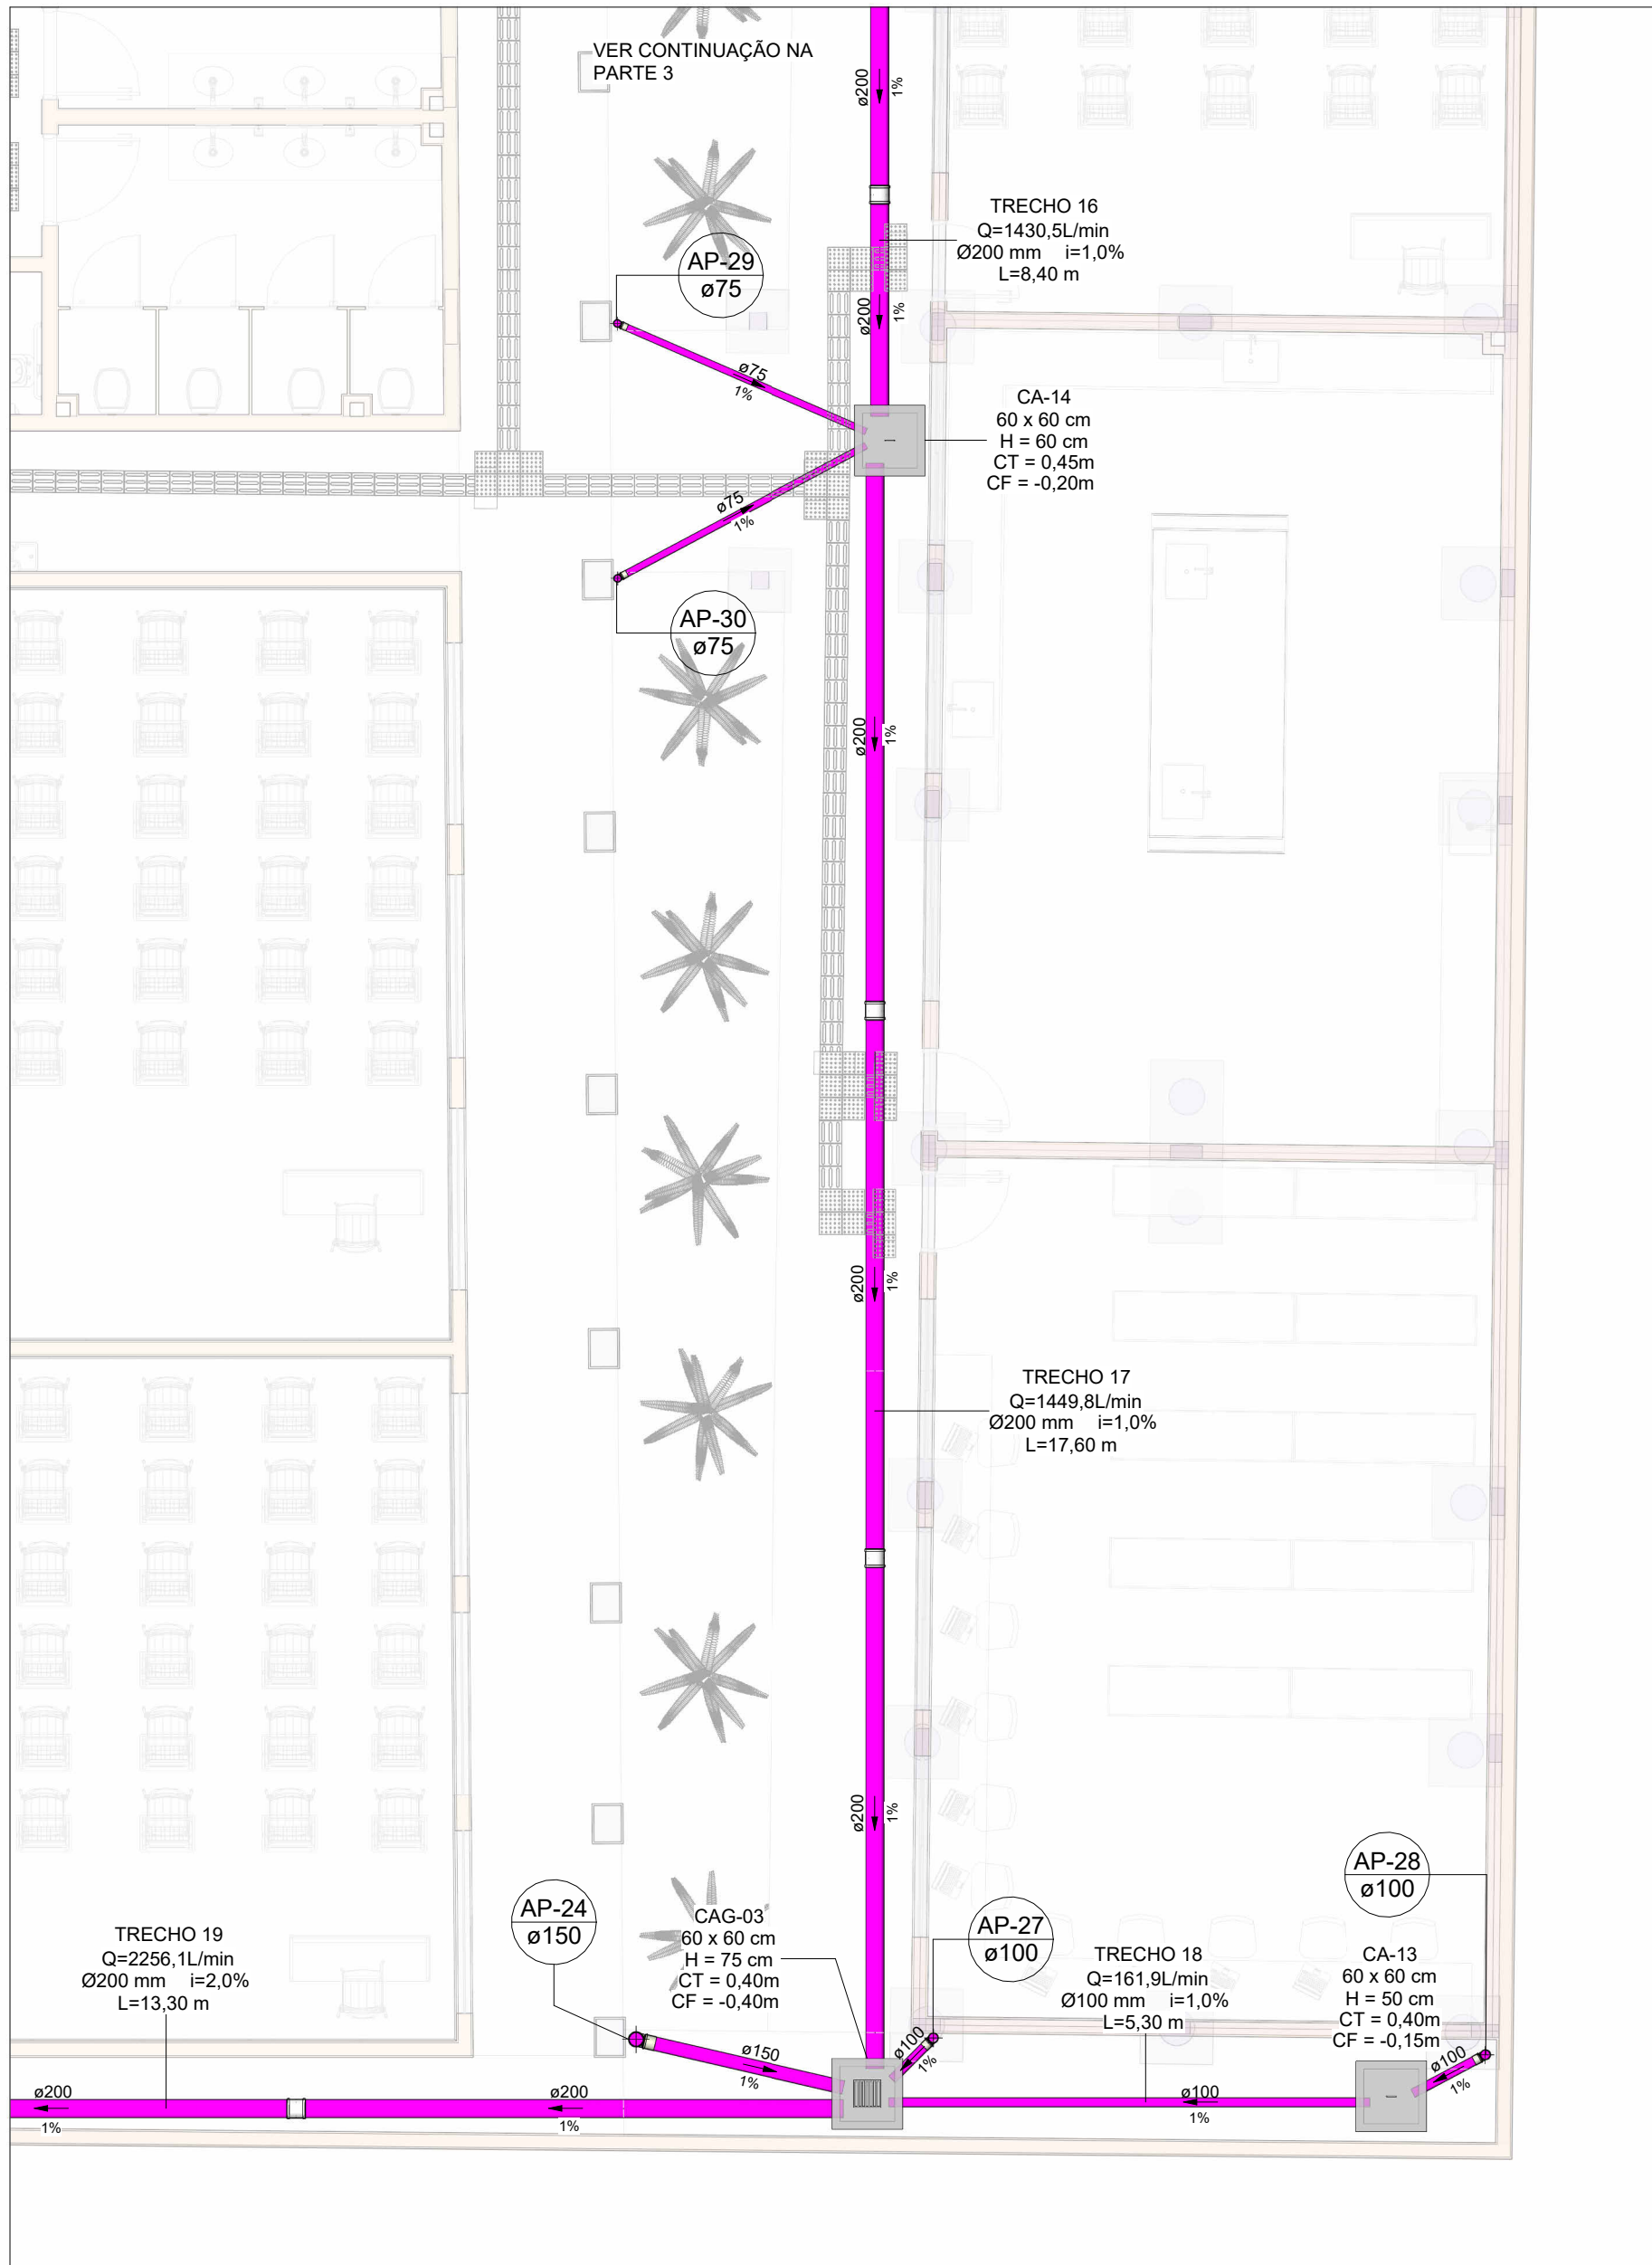 VER CONTINUAÇÃO NA
PARTE 3
ø200
1%
TRECHO 16
Q=1430,5L/min
Ø200 mm i=1,0%
L=8,40 m
AP-29
ø75
ø200
1%
ø75
1%
CA-14
60 x 60 cm
H = 60 cm
CT = 0,45m
CF = -0,20m
ø75
1%
AP-30
ø75
ø200
1%
ø200
1%
TRECHO 17
Q=1449,8L/min
Ø200 mm i=1,0%
L=17,60 m
ø200
1%
AP-28
ø100
AP-24
ø150
CAG-03
60 x 60 cm
H = 75 cm
CT = 0,40m
CF = -0,40m
AP-27
ø100
TRECHO 19
Q=2256,1L/min
Ø200 mm i=2,0%
L=13,30 m
TRECHO 18
Q=161,9L/min
Ø100 mm i=1,0%
L=5,30 m
CA-13
60 x 60 cm
H = 50 cm
CT = 0,40m
CF = -0,15m
ø150
1%
ø100
1%
ø100
1%
ø200
1%
ø200
1%
ø100
1%